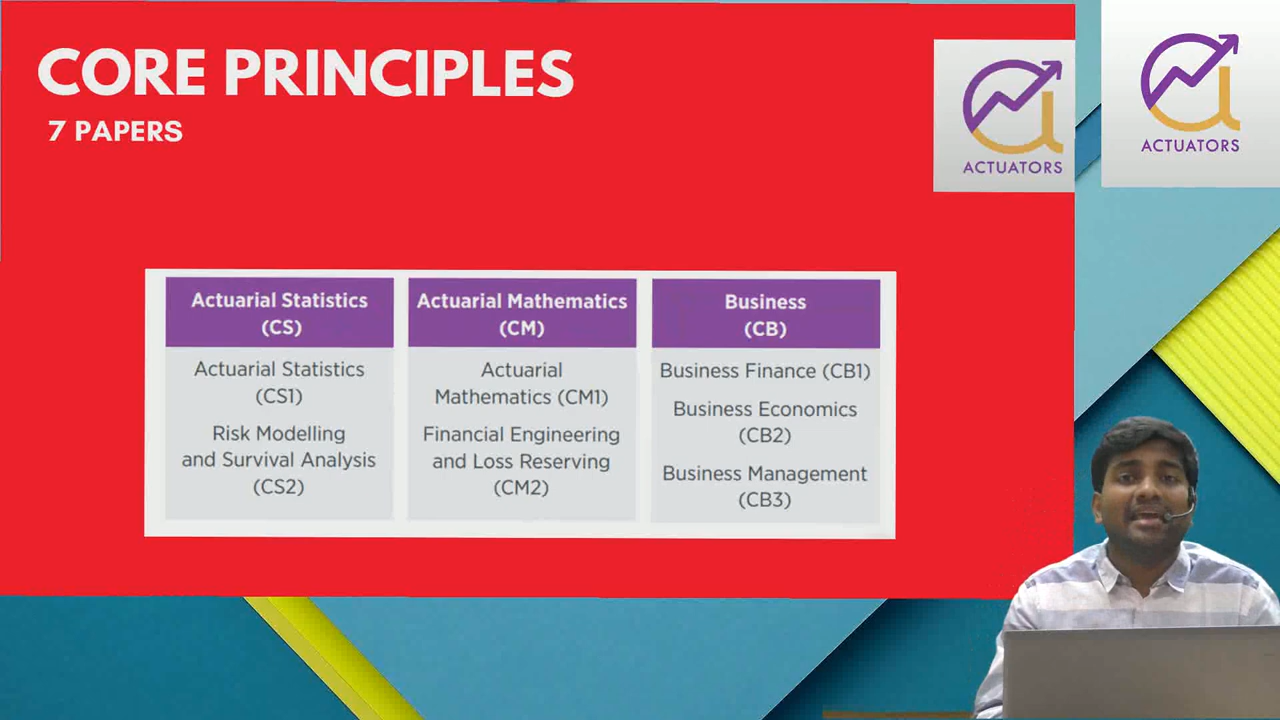 CORE PRINCIPLES
7 PAPERS
ACTUATORS
ACTUATORS
Actuarial Statistics
(CS)
Actuarial Statistics
(CS1)
Risk Modelling
and Survival Analysis
(CS2)
Actuarial Mathematics
(CM)
Actuarial
Mathematics (CM1)
Financial Engineering
and Loss Reserving
(CM2)
Business
(CB)
Business Finance (CB1)
Business Economics
(CB2)
Business Management
(CB3)